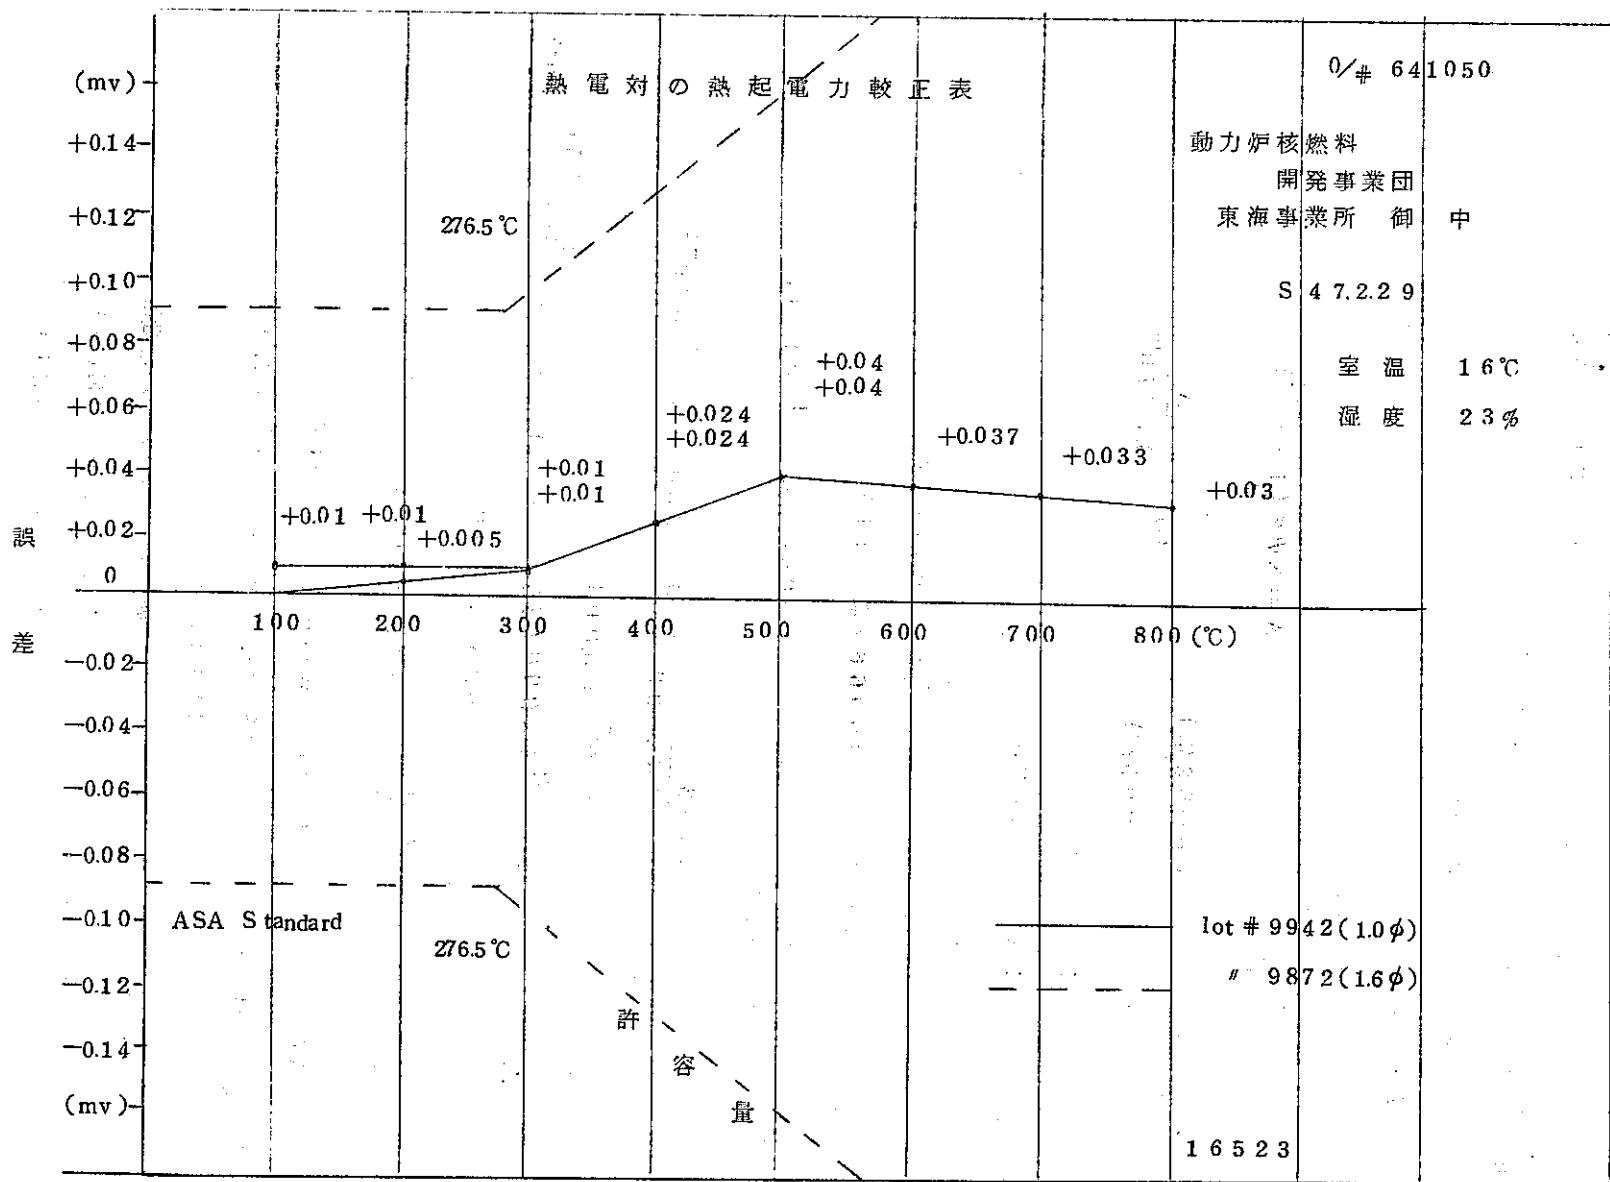 熱電対の熱起電力較正表
0/# 641050
動力炉核燃料
開発事業団
東海事業所 御中
S 47.2.29
室温 16℃
湿度 23%
(mv)
+0.14
+0.12
+0.10
+0.08
+0.06
+0.04
+0.02
0
-0.02
-0.04
-0.06
-0.08
-0.10
-0.12
-0.14
(mv)
誤差
276.5℃
+0.01
+0.01
+0.005
+0.01
+0.01
+0.024
+0.024
+0.04
+0.04
+0.037
+0.033
+0.03
100 200 300 400 500 600 700 800 (℃)
ASA Standard
276.5℃
許容量
lot # 9942(1.0φ)
〃 9872(1.6φ)
16523